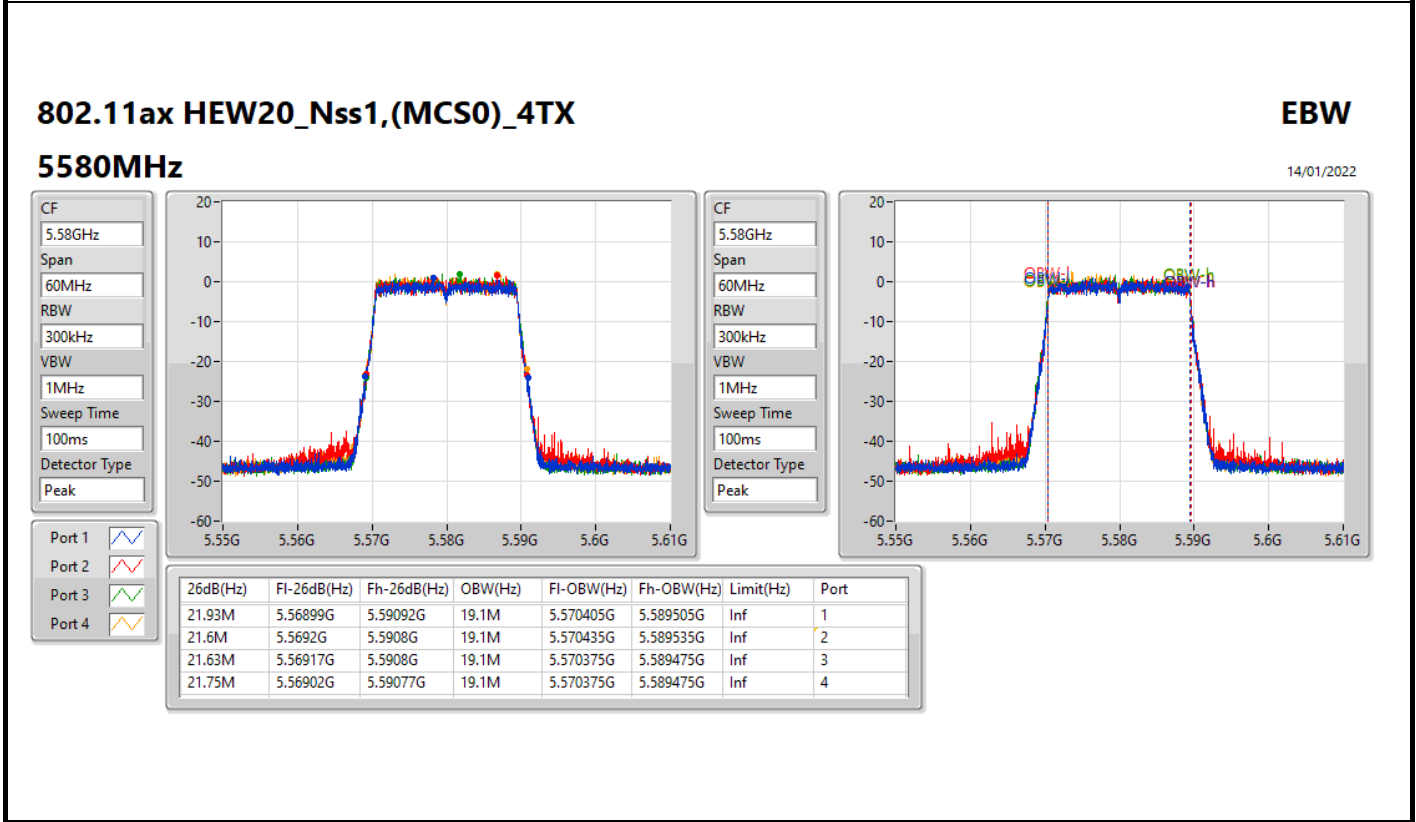 802.11ax HEW20_Nss1,(MCS0)_4TX
EBW
5580MHz
14/01/2022
CF
5.58GHz
Span
60MHz
RBW
300kHz
VBW
1MHz
Sweep Time
100ms
Detector Type
Peak
20
10
0
-10
-20
-30
-40
-50
-60
5.55G 5.56G 5.57G 5.58G 5.59G 5.6G 5.61G
CF
5.58GHz
Span
60MHz
RBW
300kHz
VBW
1MHz
Sweep Time
100ms
Detector Type
Peak
20
10
0
-10
-20
-30
-40
-50
-60
OBW-l
OBW-h
5.55G 5.56G 5.57G 5.58G 5.59G 5.6G 5.61G
Port 1
Port 2
Port 3
Port 4
26dB(Hz) Fl-26dB(Hz) Fh-26dB(Hz) OBW(Hz) Fl-OBW(Hz) Fh-OBW(Hz) Limit(Hz) Port
21.93M 5.56899G 5.59092G 19.1M 5.570405G 5.589505G Inf 1
21.6M 5.5692G 5.5908G 19.1M 5.570435G 5.589535G Inf 2
21.63M 5.56917G 5.5908G 19.1M 5.570375G 5.589475G Inf 3
21.75M 5.56902G 5.59077G 19.1M 5.570375G 5.589475G Inf 4